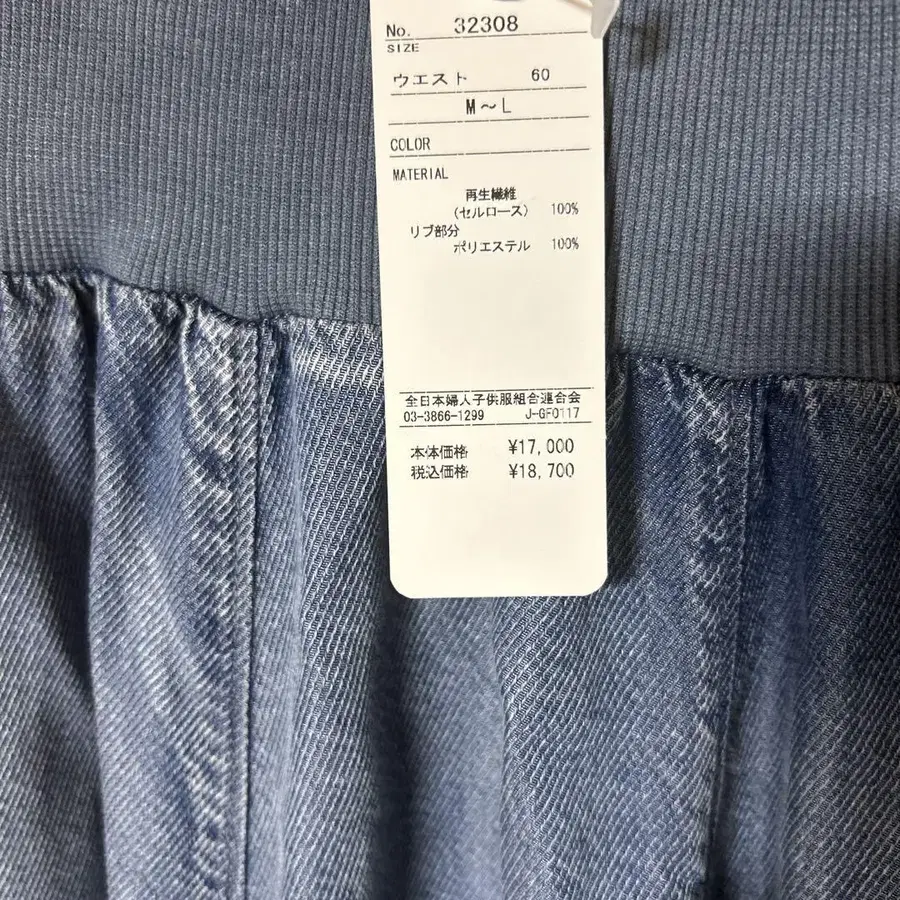 No. 32308
SIZE
ウエスト 60
M～L
COLOR
MATERIAL
再生繊維
(セルロース) 100%
リブ部分
ポリエステル 100%
全日本婦人子供服組合連合会
03-3866-1299 J-GF0117
本体価格 ¥17,000
税込価格 ¥18,700